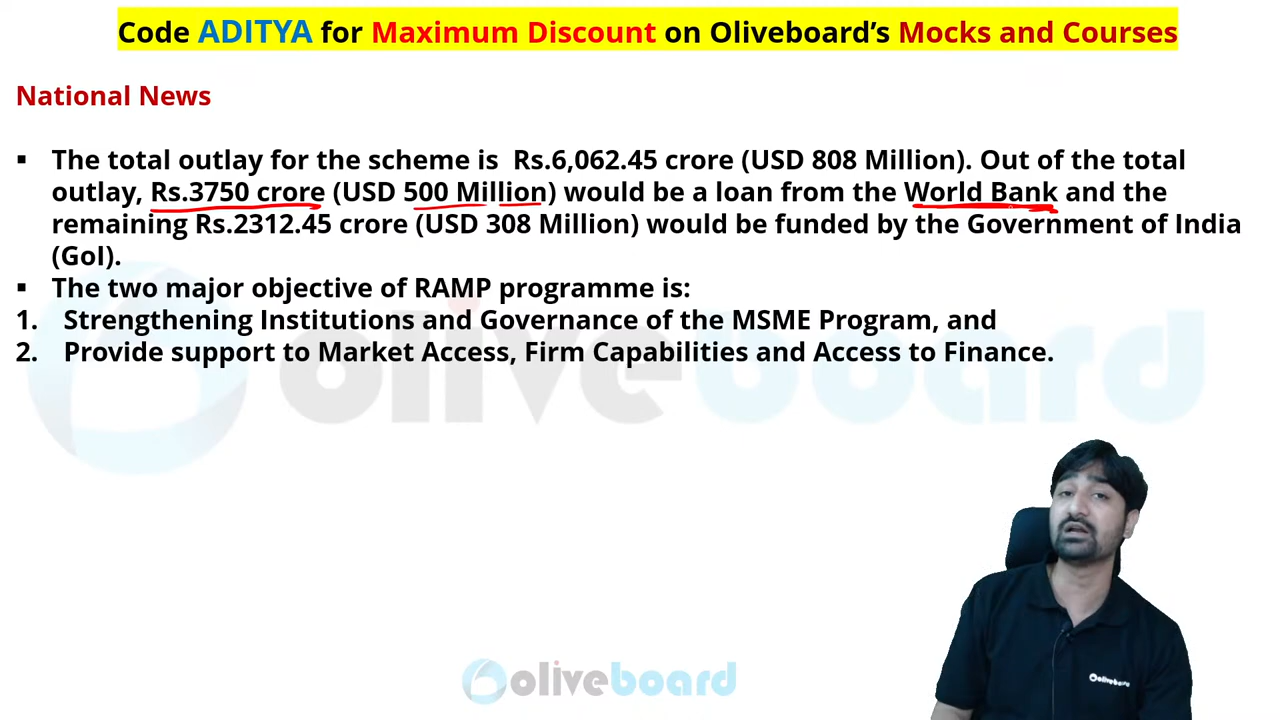 Code ADITYA for Maximum Discount on Oliveboard’s Mocks and Courses
National News
▪ The total outlay for the scheme is Rs.6,062.45 crore (USD 808 Million). Out of the total
outlay, Rs.3750 crore (USD 500 Million) would be a loan from the World Bank and the
remaining Rs.2312.45 crore (USD 308 Million) would be funded by the Government of India
(GoI).
▪ The two major objective of RAMP programme is:
1. Strengthening Institutions and Governance of the MSME Program, and
2. Provide support to Market Access, Firm Capabilities and Access to Finance.
oliveboard
oliveboard
oliveboard